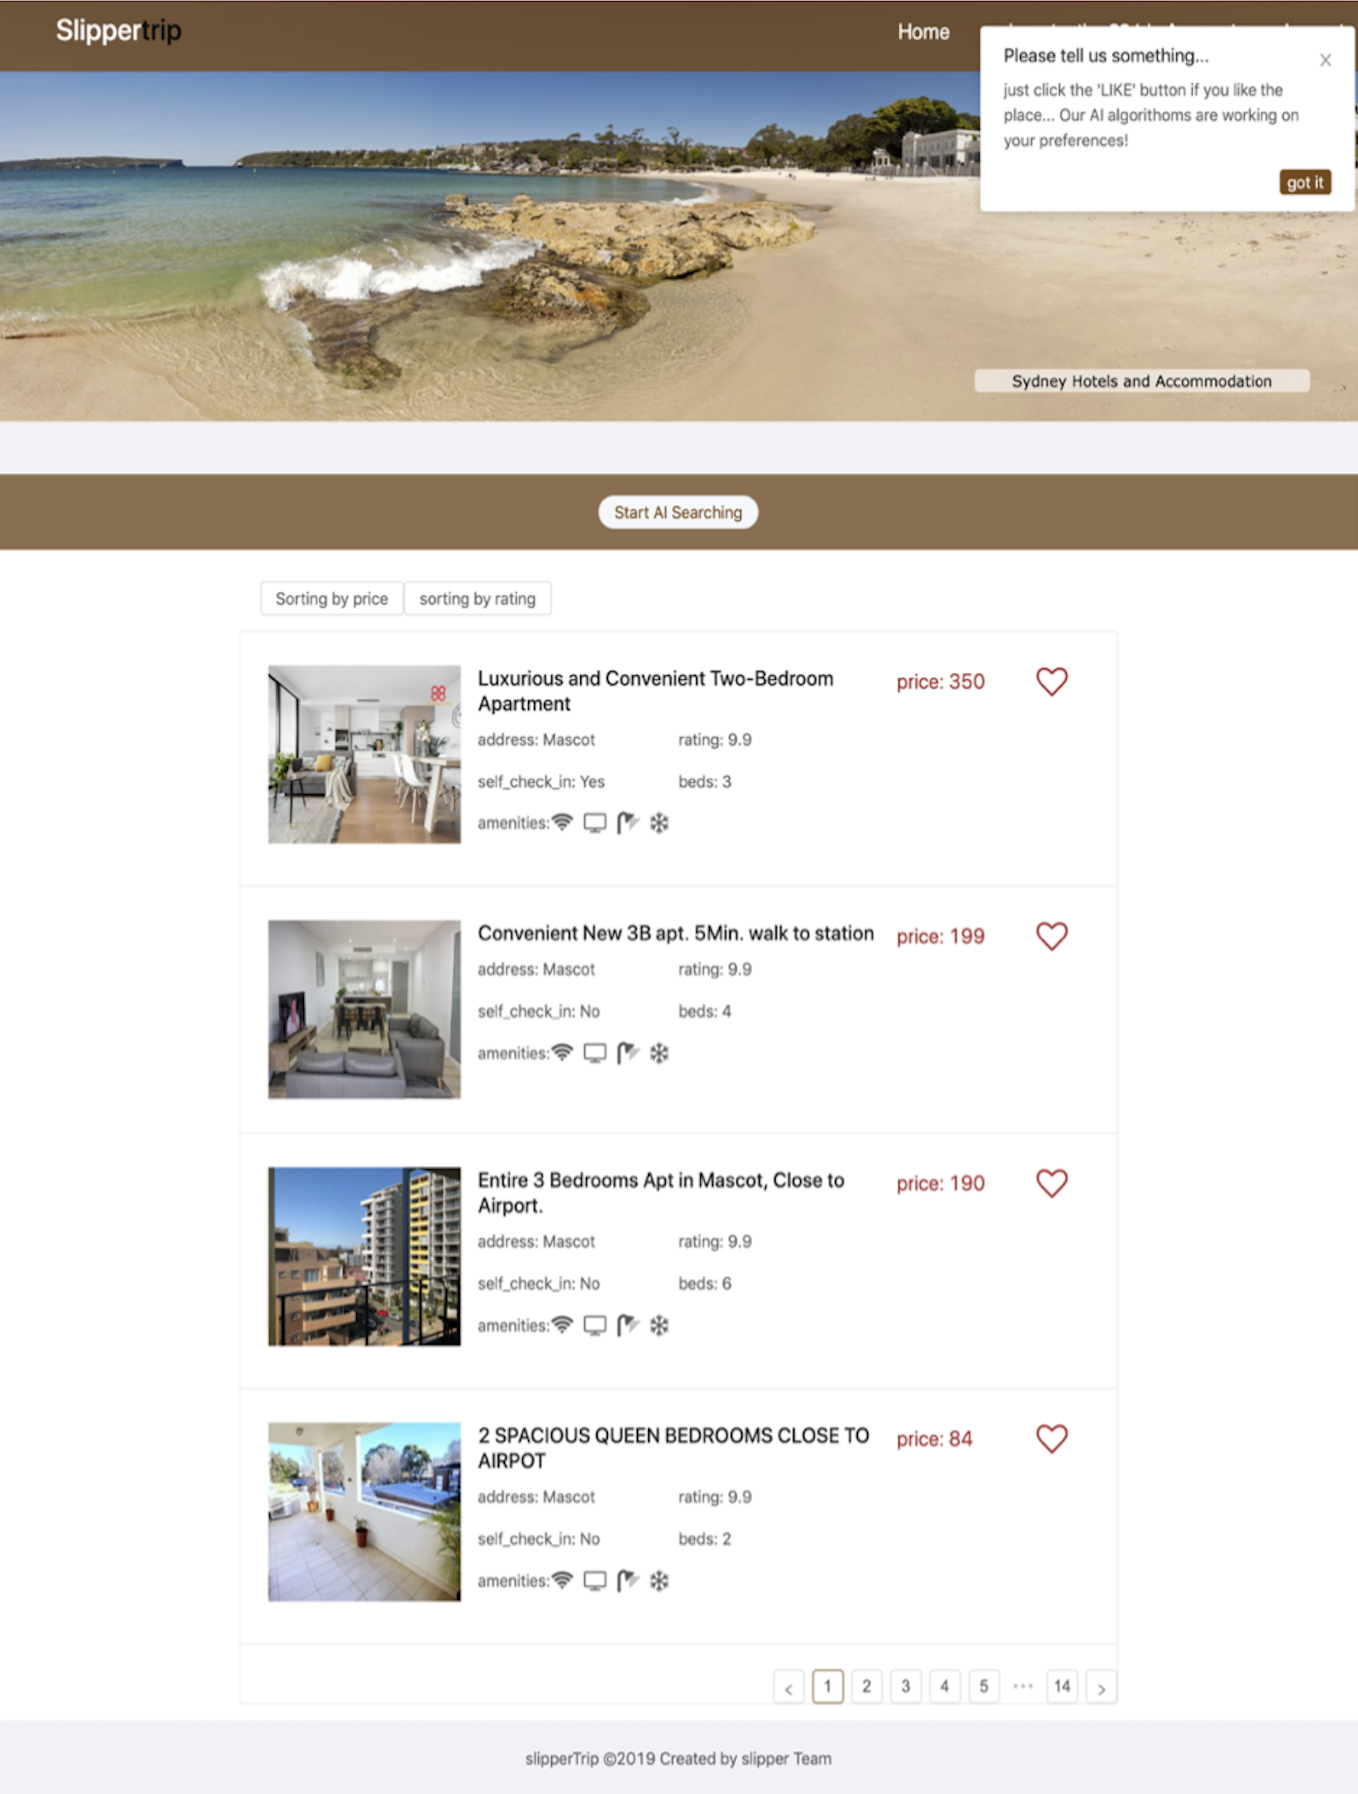 Slippertrip
Home
Please tell us something...
just click the 'LIKE' button if you like the
place... Our AI algorithoms are working on
your preferences!
got it
Sydney Hotels and Accommodation
Start AI Searching
Sorting by price
sorting by rating
Luxurious and Convenient Two-Bedroom
Apartment
price: 350
address: Mascot
rating: 9.9
self_check_in: Yes
beds: 3
amenities:
Convenient New 3B apt. 5Min. walk to station
price: 199
address: Mascot
rating: 9.9
self_check_in: No
beds: 4
amenities:
Entire 3 Bedrooms Apt in Mascot, Close to
Airport.
price: 190
address: Mascot
rating: 9.9
self_check_in: No
beds: 6
amenities:
2 SPACIOUS QUEEN BEDROOMS CLOSE TO
AIRPOT
price: 84
address: Mascot
rating: 9.9
self_check_in: No
beds: 2
amenities:
< 1 2 3 4 5 ••• 14 >
slipperTrip ©2019 Created by slipper Team